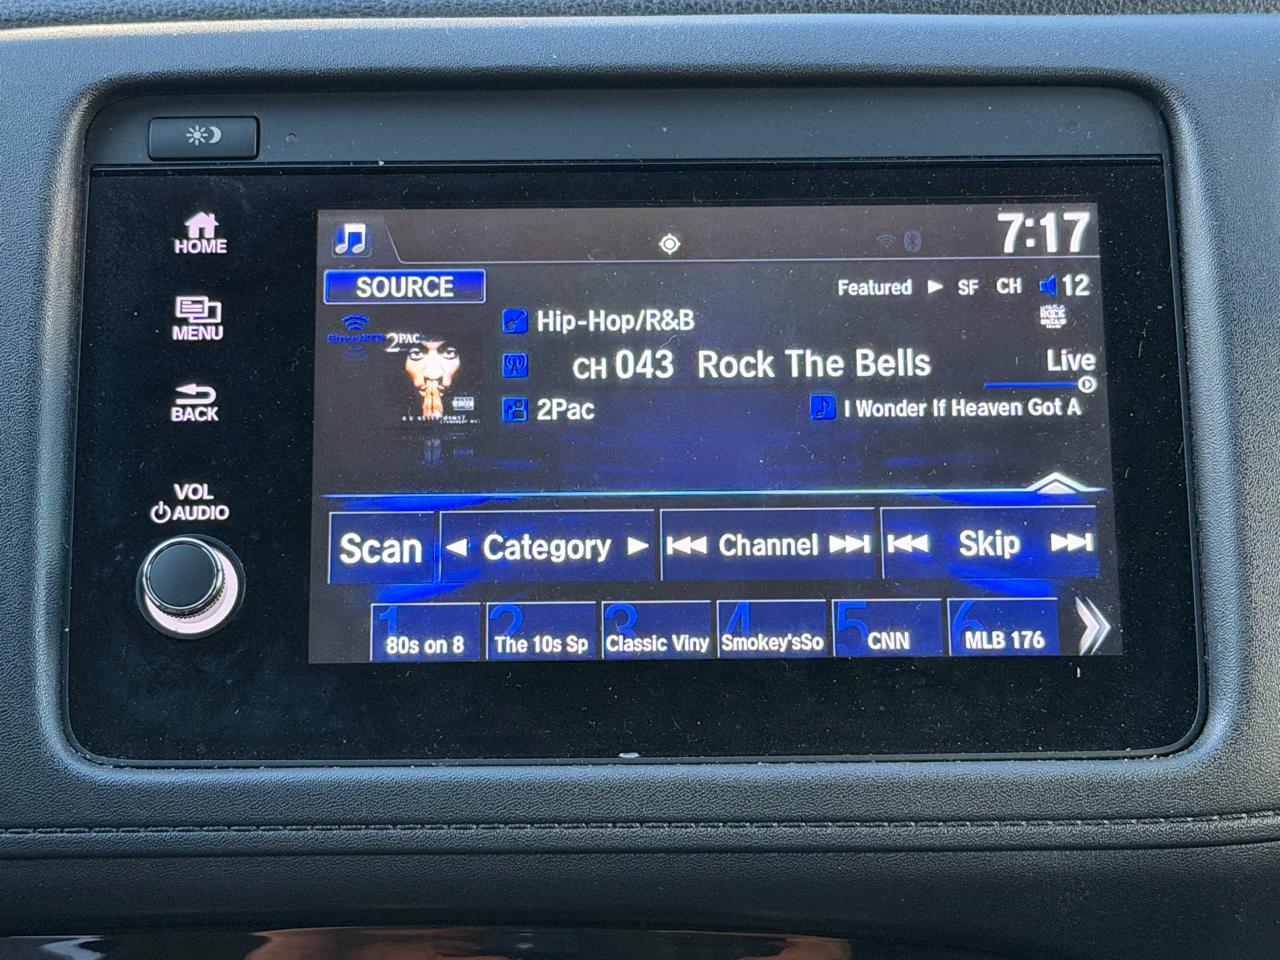 7:17
HOME
SOURCE
Featured ▶ SF CH 12
SiriusXM
2PAC
Hip-Hop/R&B
ROCK
MENU
CH 043 Rock The Bells
Live
BACK
2Pac
I Wonder If Heaven Got A
VOL
AUDIO
Scan
Category
Channel
Skip
1
80s on 8
2
The 10s Sp
3
Classic Viny
4
Smokey'sSo
5
CNN
6
MLB 176